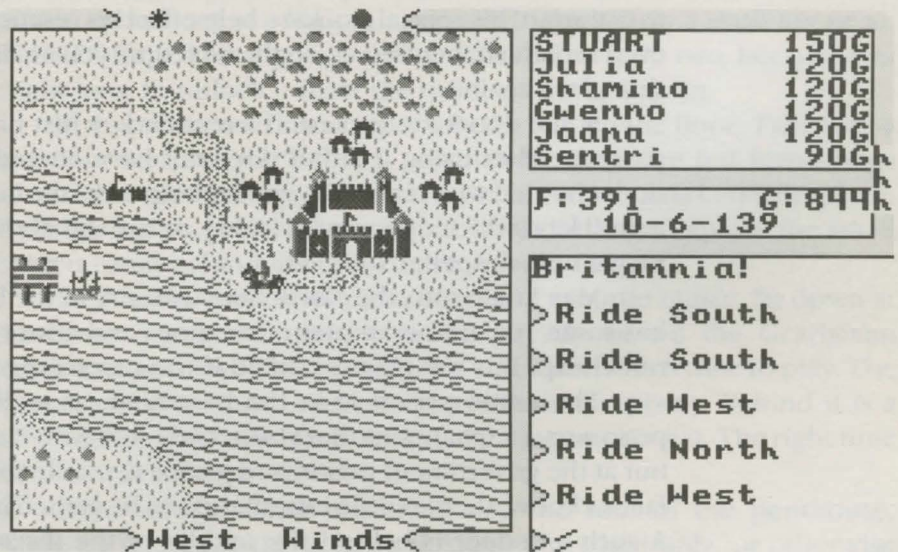 STUART 150G
Julia 120G
Shamino 120G
Gwenno 120G
Jaana 120G
Sentri 90G
F:391 G:844
10-6-139
Britannia!
Ride South
Ride South
Ride West
Ride North
Ride West
West Winds